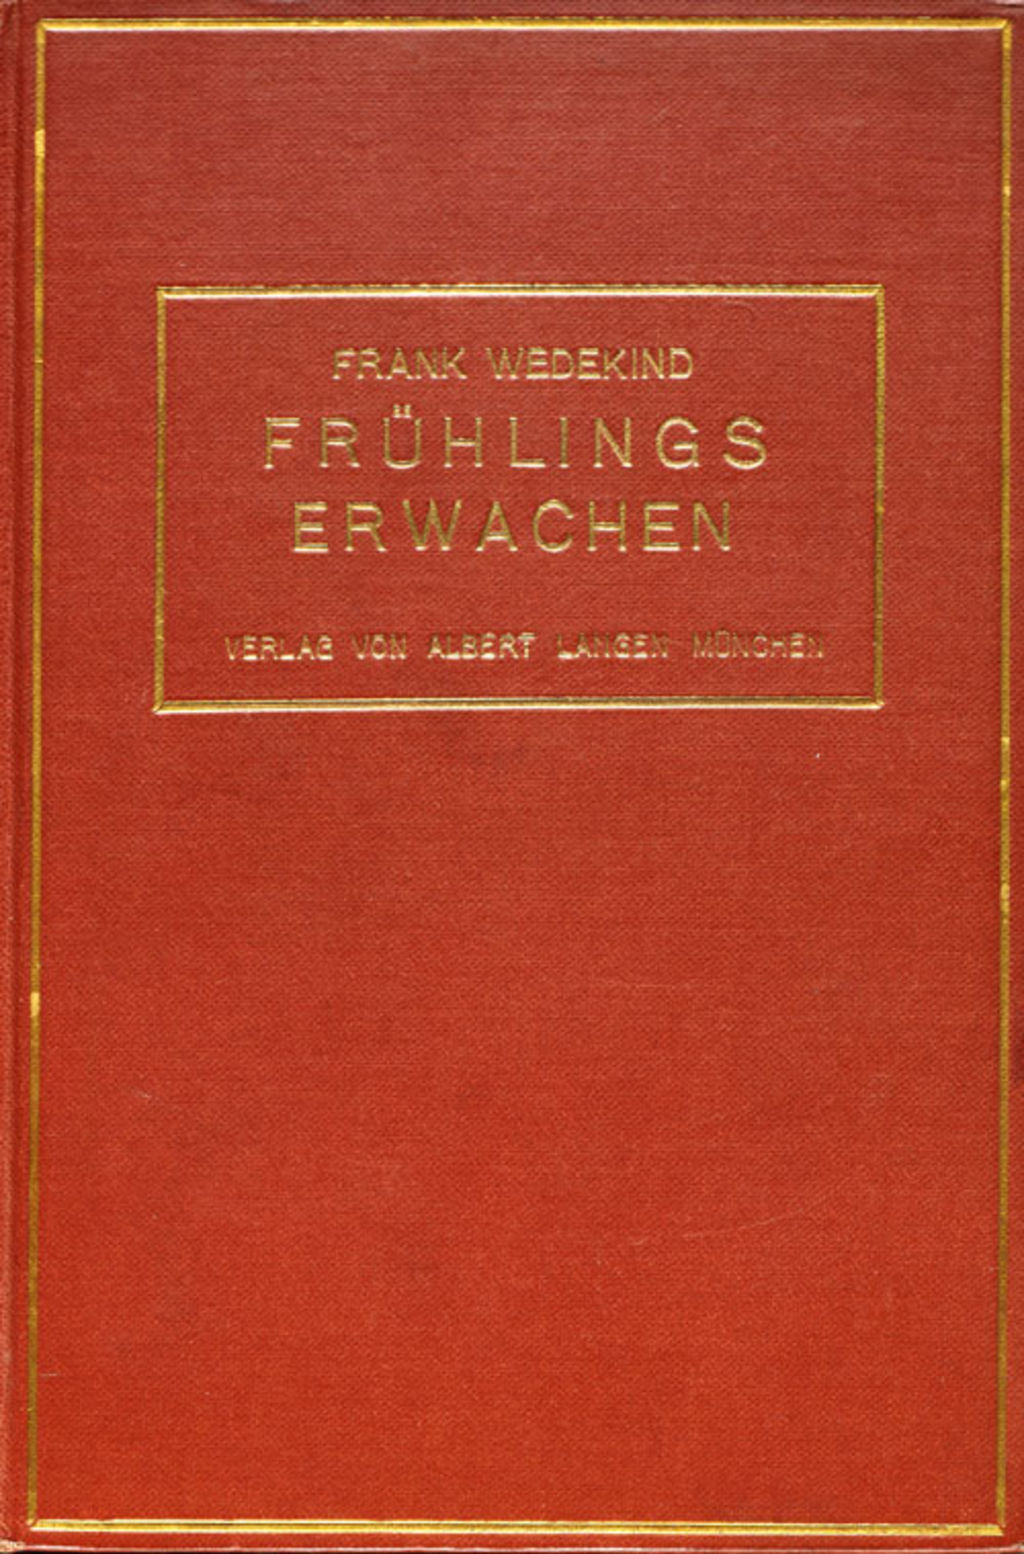 FRANK WEDEKIND
FRÜHLINGS
ERWACHEN
VERLAG VON ALBERT LANGEN MÜNCHEN